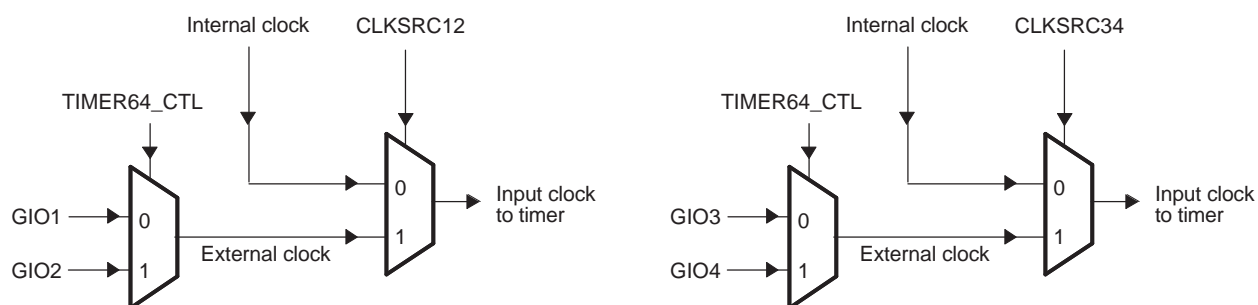 Internal clock
CLKSRC12
TIMER64_CTL
0
Input clock
to timer
GIO1
0
1
External clock
GIO2
1
Internal clock
CLKSRC34
TIMER64_CTL
0
Input clock
to timer
GIO3
0
1
External clock
GIO4
1